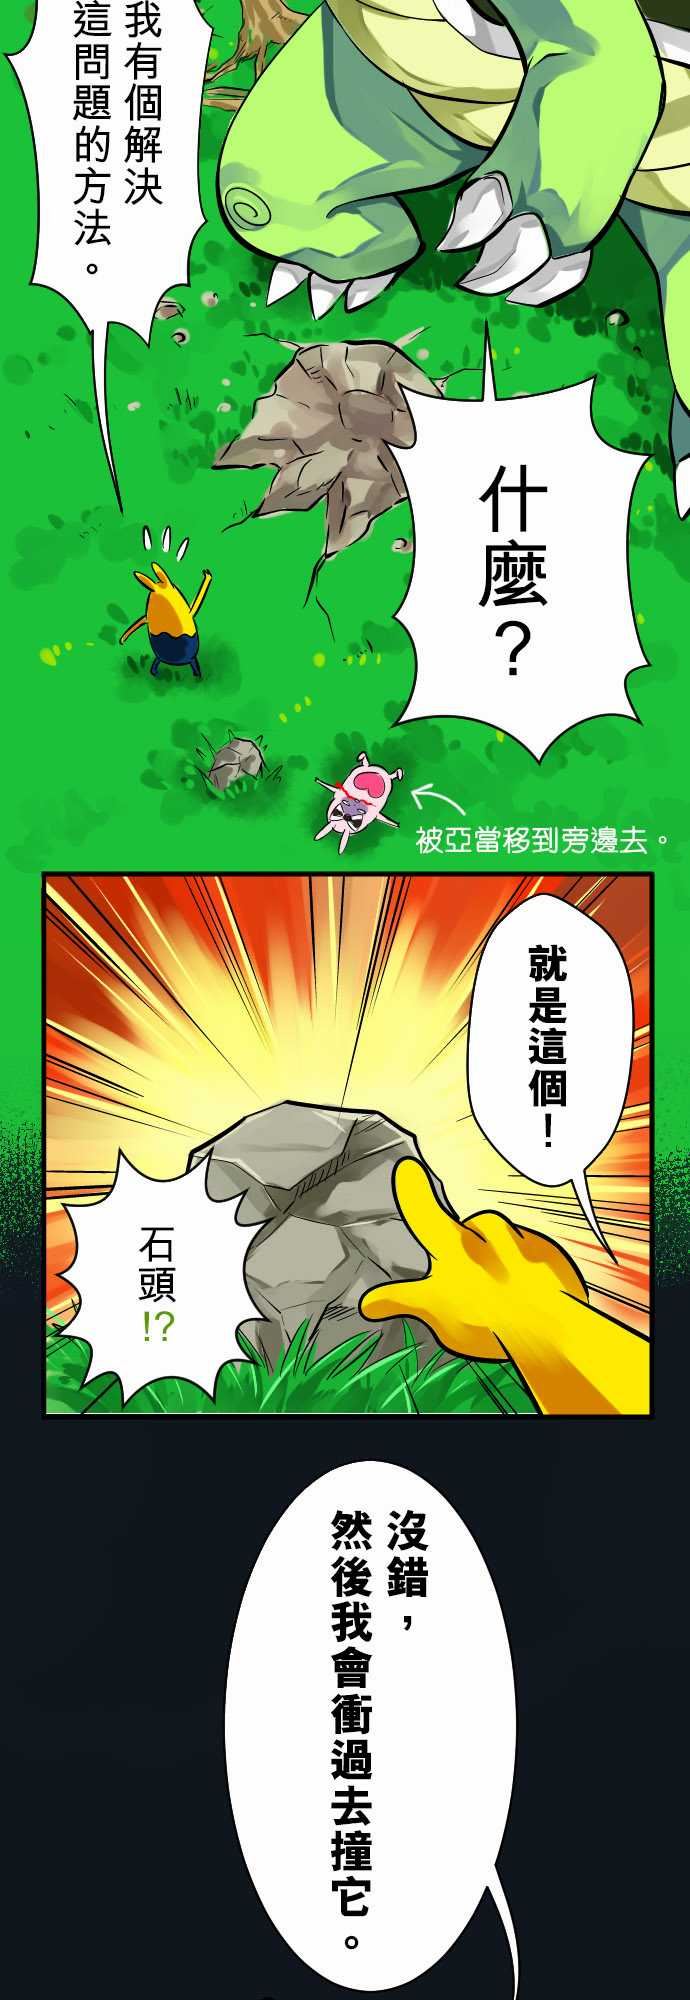 我有個解決
這問題的方法。
什麼？
被亞當移到旁邊去。
就是這個！
石頭
!?
沒錯，
然後我會衝過去撞它。